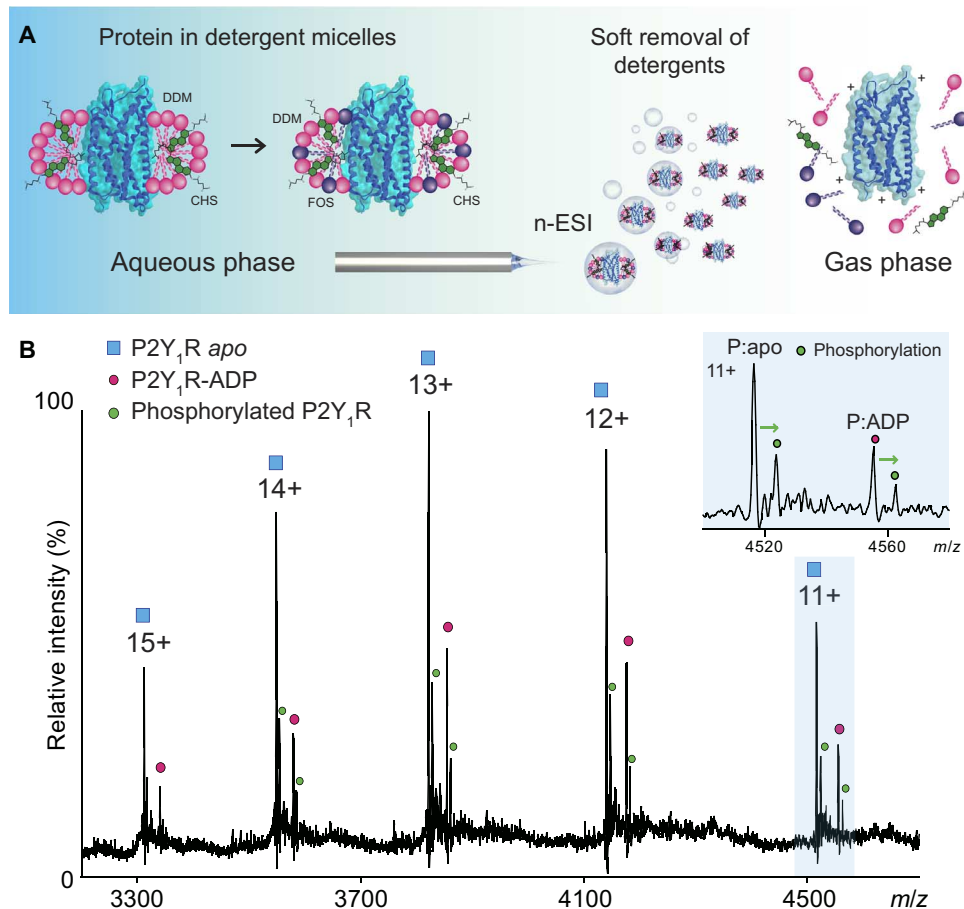 A
Protein in detergent micelles
Soft removal of
detergents
DDM
CHS
DDM
FOS
CHS
n-ESI
Aqueous phase
Gas phase
+
+
+
+
+
B
P2Y₁R apo
P2Y₁R-ADP
Phosphorylated P2Y₁R
100
Relative intensity (%)
0
15+
14+
13+
12+
11+
3300
3700
4100
4500
m/z
P:apo
Phosphorylation
11+
P:ADP
4520
4560
m/z